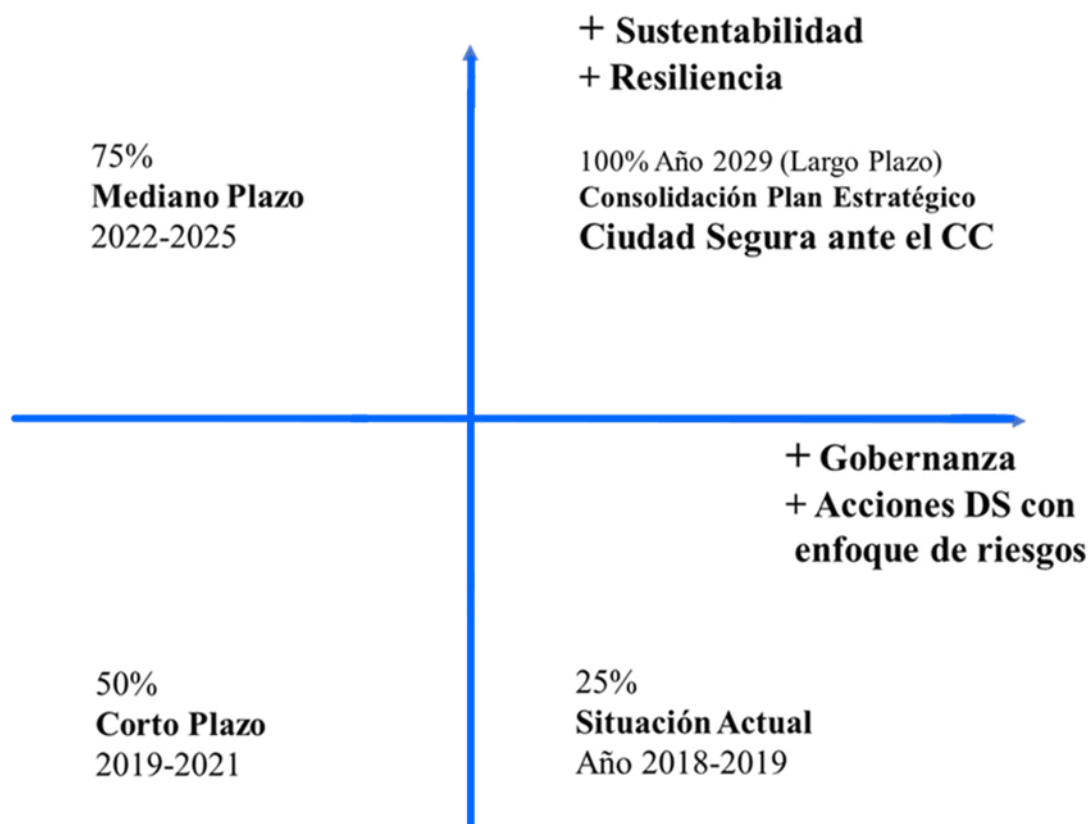 + Sustentabilidad
+ Resiliencia
75%
Mediano Plazo
2022-2025
100% Año 2029 (Largo Plazo)
Consolidación Plan Estratégico
Ciudad Segura ante el CC
+ Gobernanza
+ Acciones DS con
enfoque de riesgos
50%
Corto Plazo
2019-2021
25%
Situación Actual
Año 2018-2019